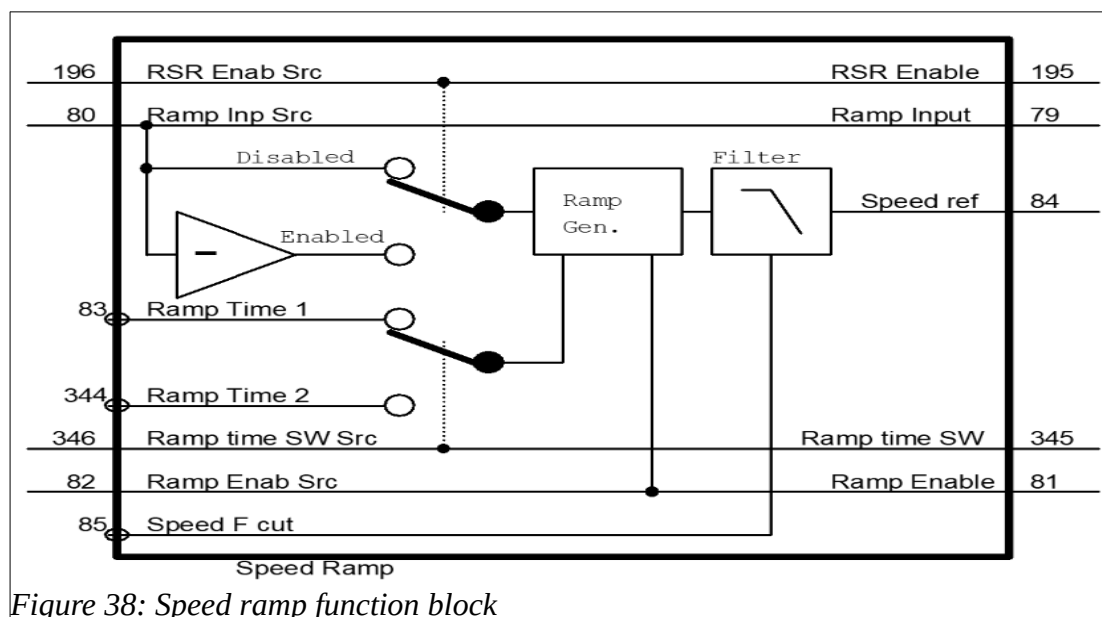 196 RSR Enab Src RSR Enable 195
80 Ramp Inp Src Ramp Input 79
Disabled Filter
Ramp Gen. Speed ref 84
Enabled
83 Ramp Time 1
344 Ramp Time 2
346 Ramp time SW Src Ramp time SW 345
82 Ramp Enab Src Ramp Enable 81
85 Speed F cut
Speed Ramp
Figure 38: Speed ramp function block